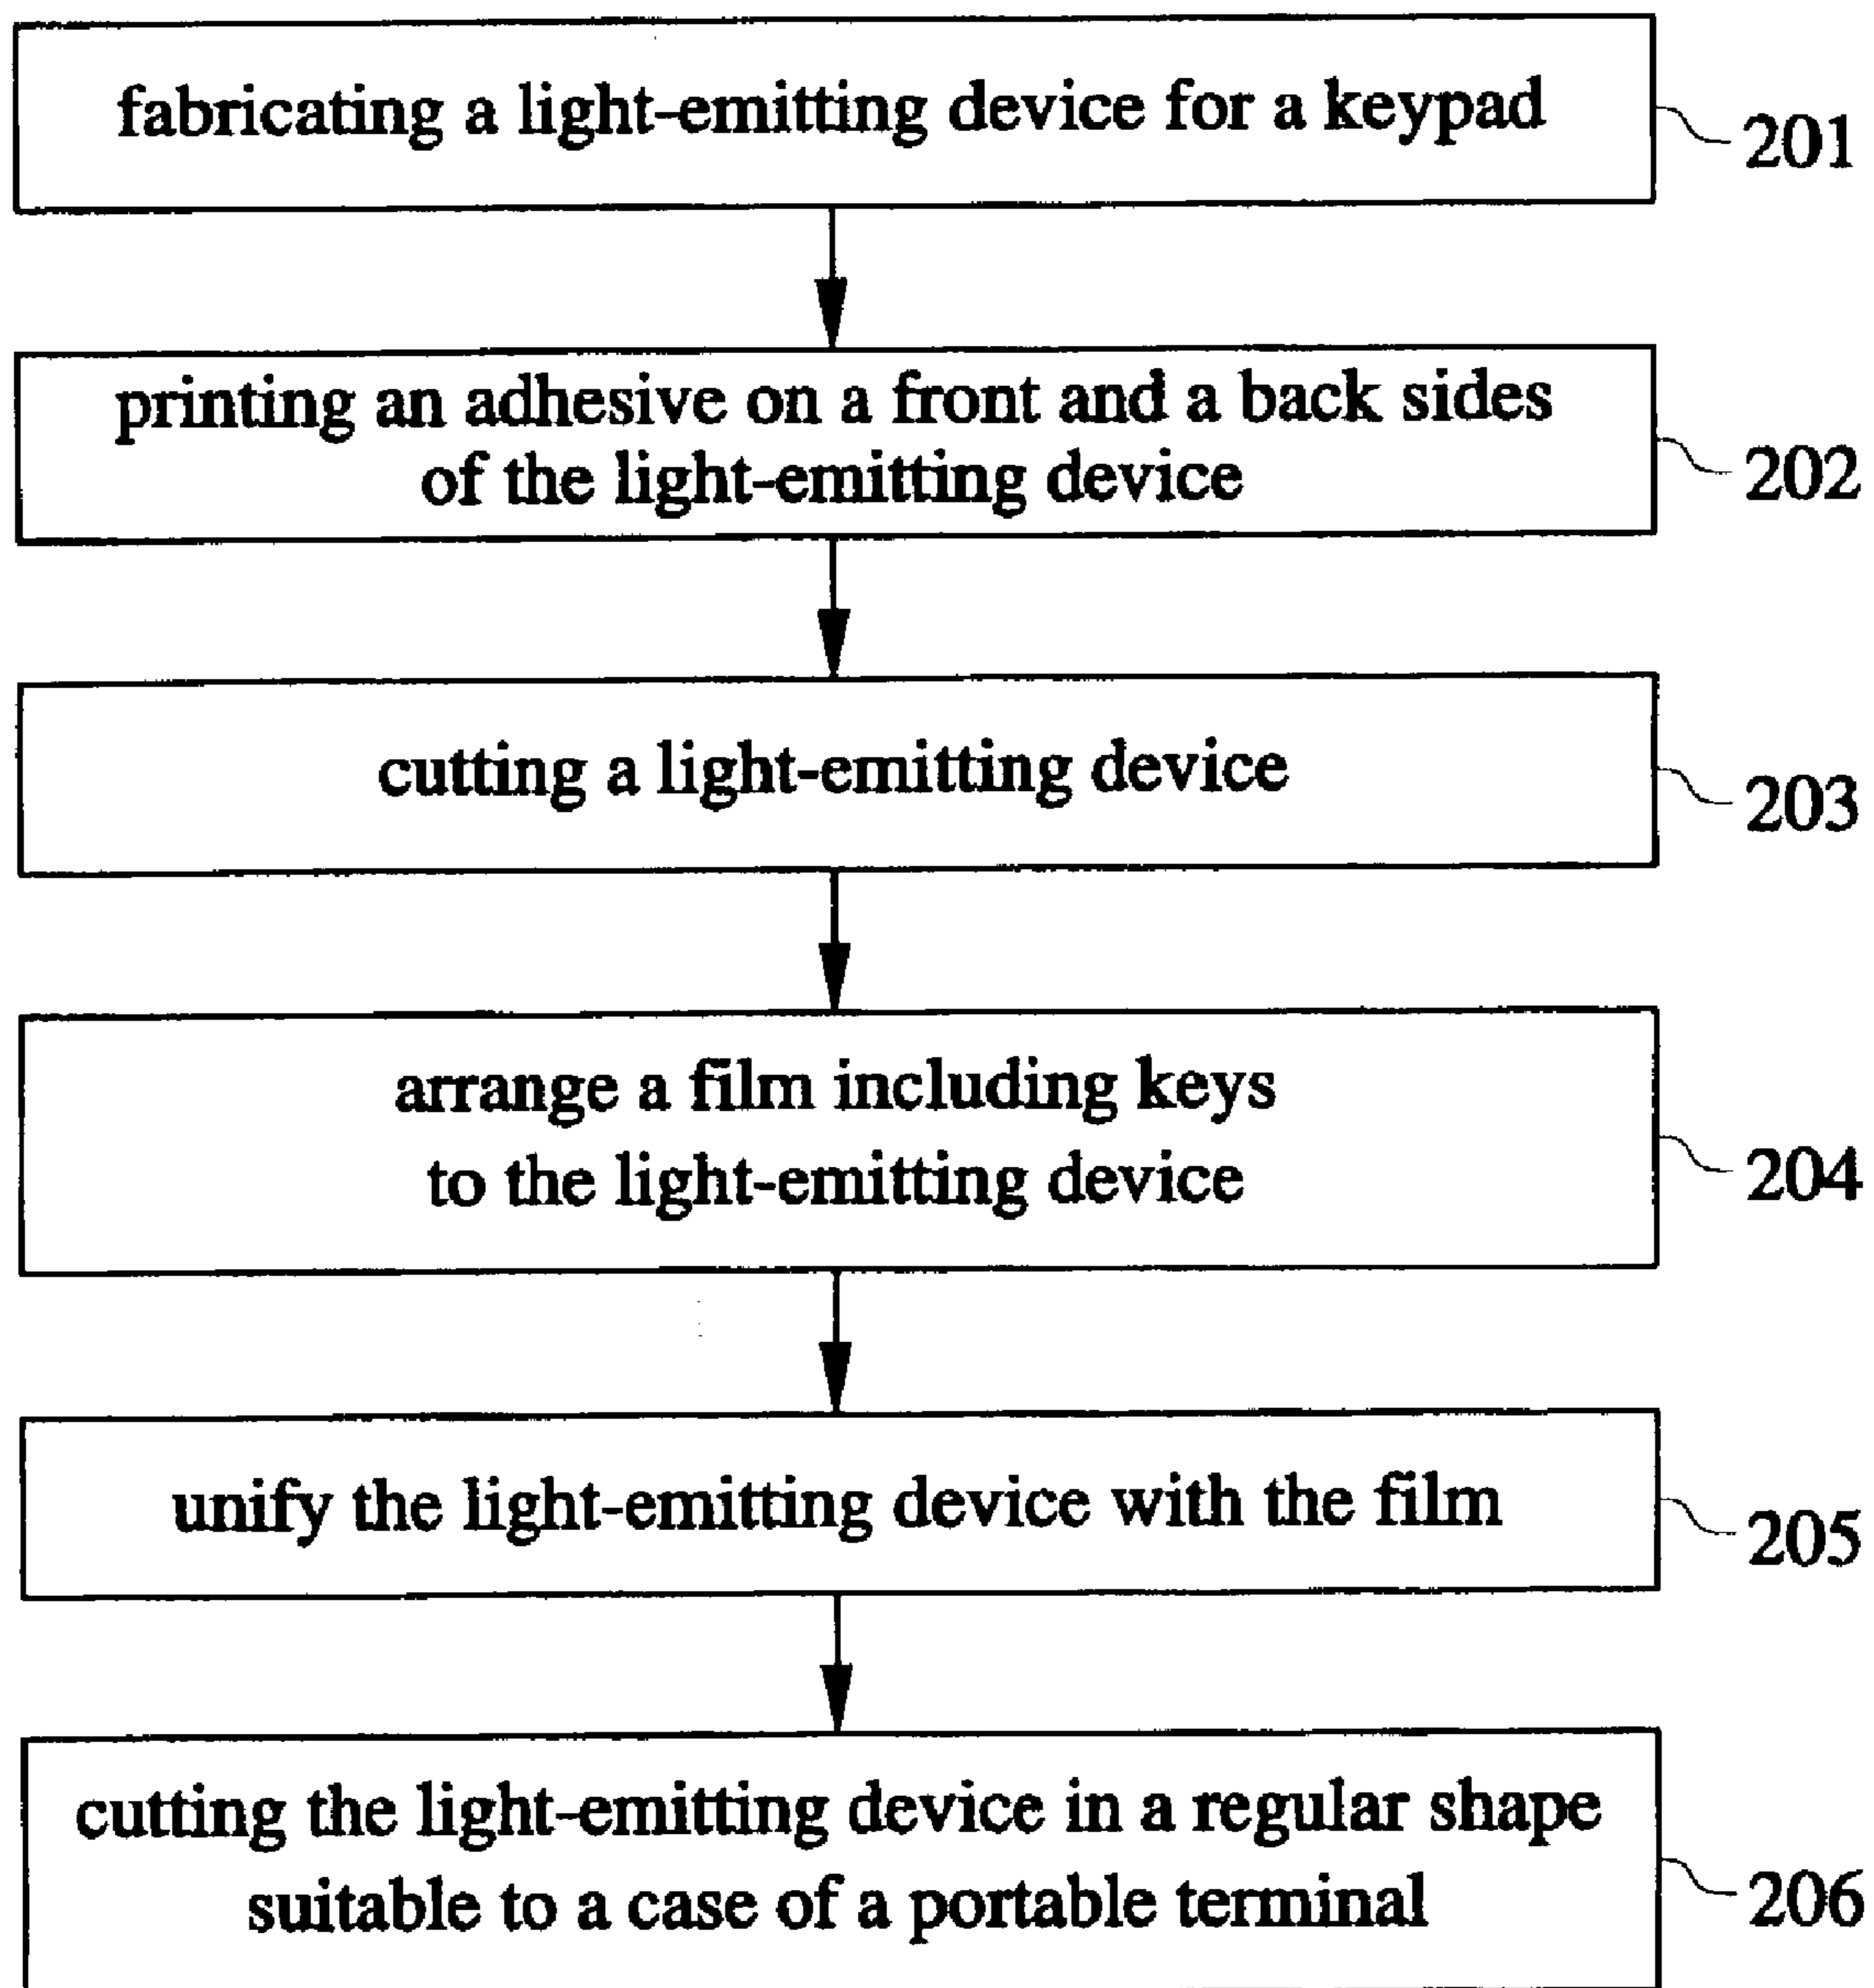 fabricating a light-emitting device for a keypad
201
printing an adhesive on a front and a back sides
of the light-emitting device
202
cutting a light-emitting device
203
arrange a film including keys
to the light-emitting device
204
unify the light-emitting device with the film
205
cutting the light-emitting device in a regular shape
suitable to a case of a portable terminal
206